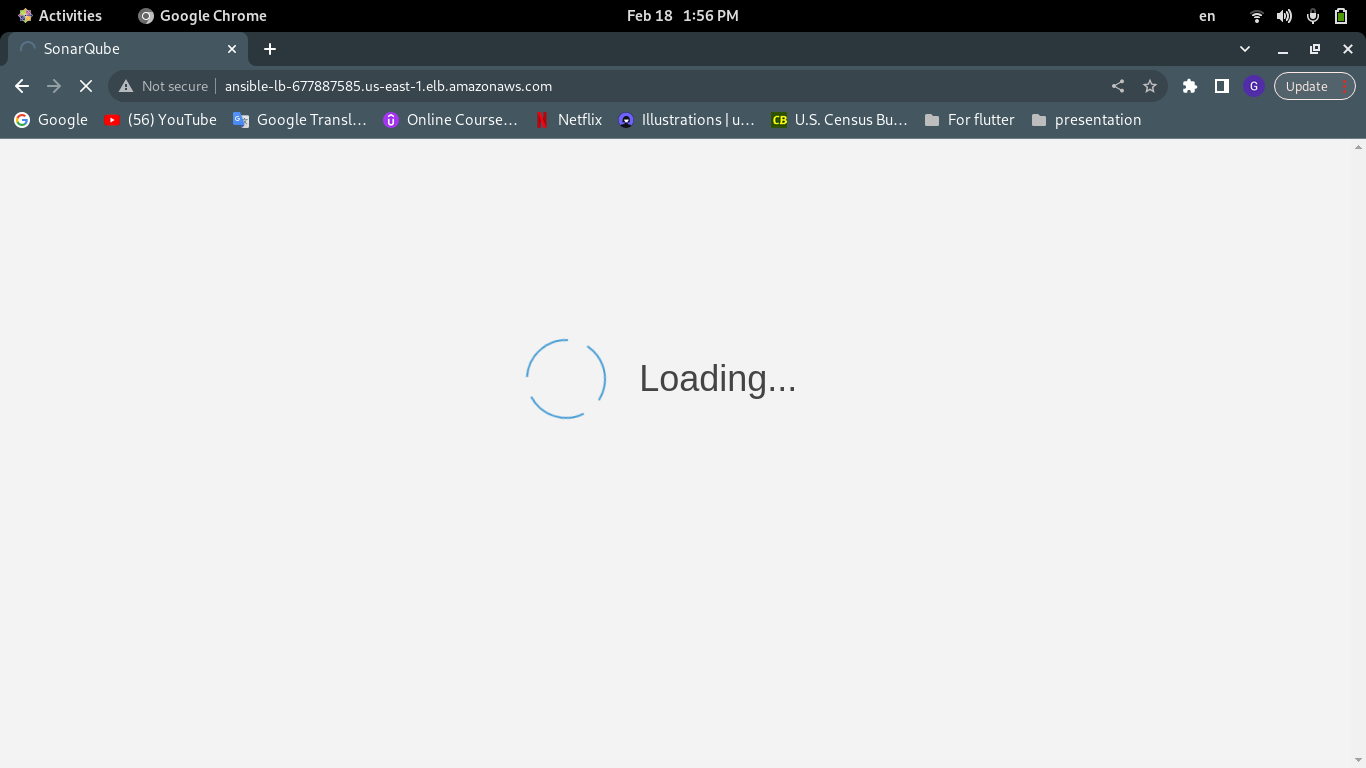 Activities Google Chrome Feb 18 1:56 PM en
SonarQube
Not secure ansible-lb-677887585.us-east-1.elb.amazonaws.com G Update
Google (56) YouTube Google Transl… Online Course… Netflix Illustrations | u… CB U.S. Census Bu… For flutter presentation
Loading...